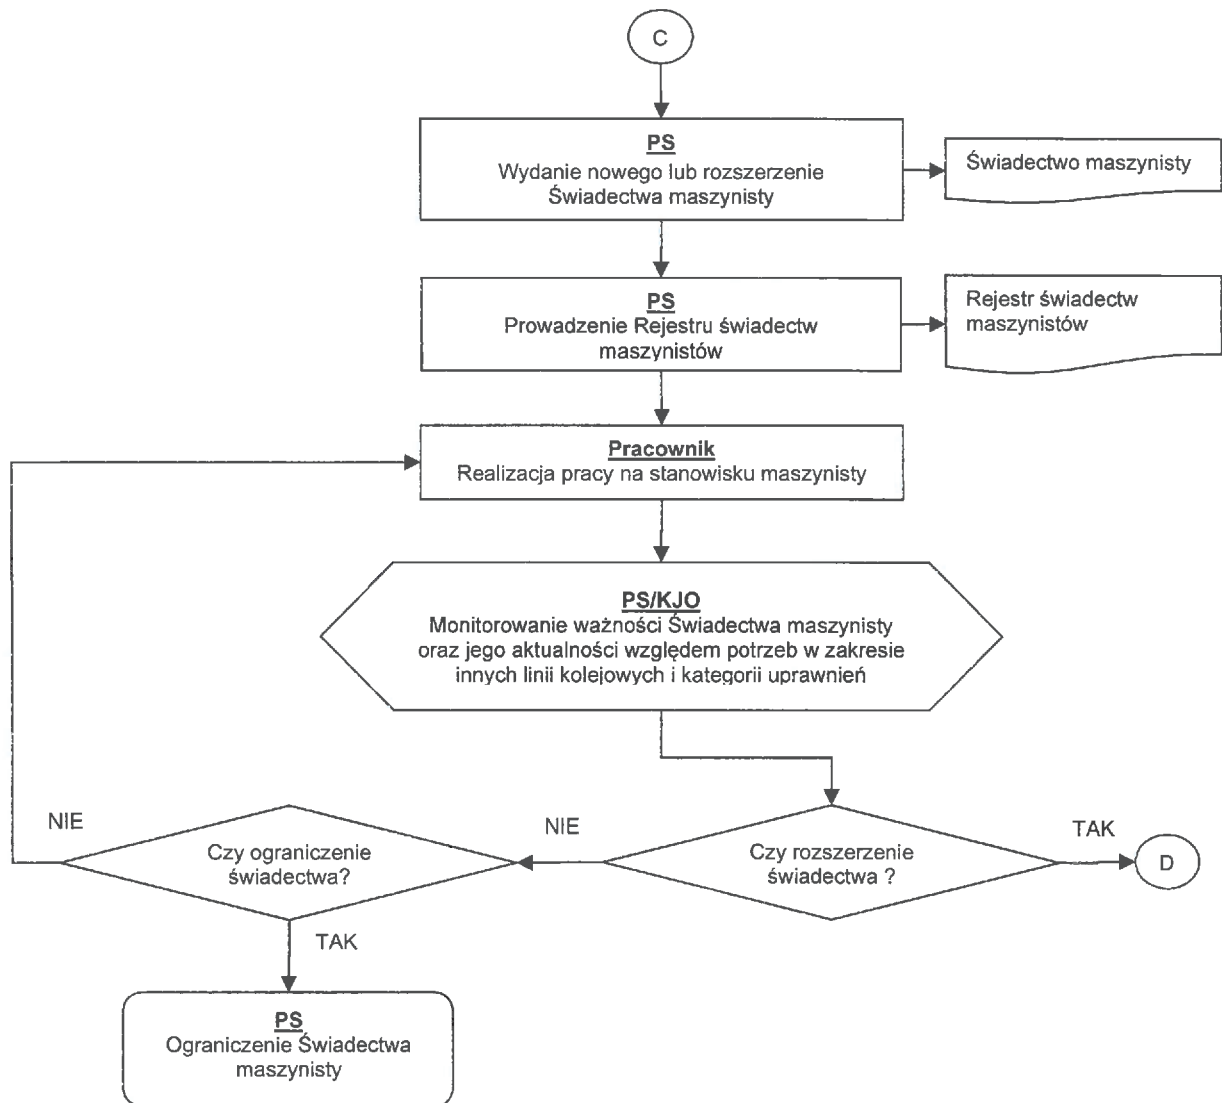 C
PS
Wydanie nowego lub rozszerzenie
Świadectwa maszynisty
Świadectwo maszynisty
PS
Prowadzenie Rejestru świadectw
maszynistów
Rejestr świadectw
maszynistów
Pracownik
Realizacja pracy na stanowisku maszynisty
PS/KJO
Monitorowanie ważności Świadectwa maszynisty
oraz jego aktualności względem potrzeb w zakresie
innych linii kolejowych i kategorii uprawnień
NIE
Czy ograniczenie
świadectwa?
NIE
Czy rozszerzenie
świadectwa ?
TAK
D
TAK
PS
Ograniczenie Świadectwa
maszynisty